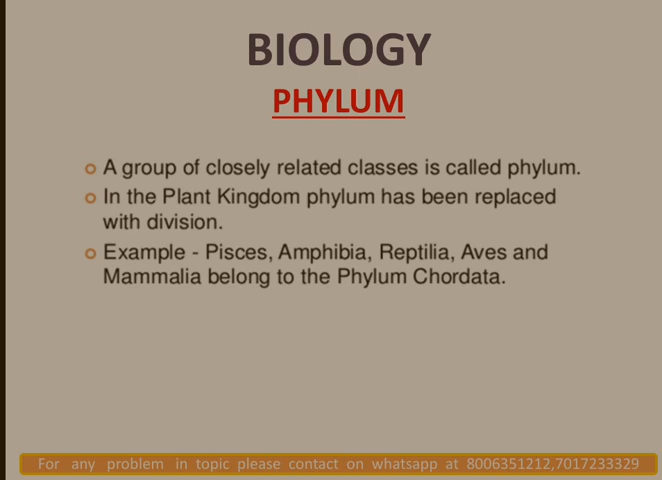 BIOLOGY
PHYLUM
A group of closely related classes is called phylum.
In the Plant Kingdom phylum has been replaced
with division.
Example - Pisces, Amphibia, Reptilia, Aves and
Mammalia belong to the Phylum Chordata.
For any problem in topic please contact on whatsapp at 8006351212,7017233329